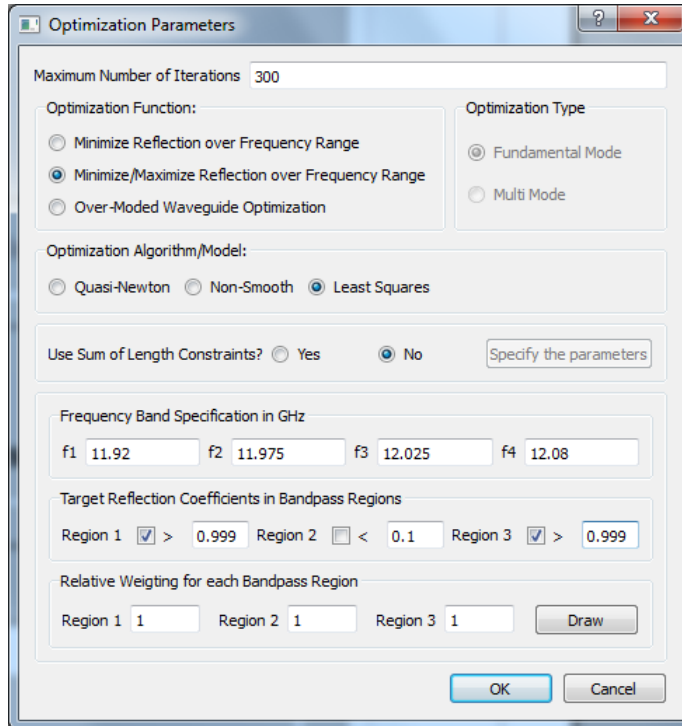 Optimization Parameters
Maximum Number of Iterations 300
Optimization Function:
Minimize Reflection over Frequency Range
Minimize/Maximize Reflection over Frequency Range
Over-Moded Waveguide Optimization
Optimization Type
Fundamental Mode
Multi Mode
Optimization Algorithm/Model:
Quasi-Newton Non-Smooth Least Squares
Use Sum of Length Constraints? Yes No Specify the parameters
Frequency Band Specification in GHz
f1 11.92 f2 11.975 f3 12.025 f4 12.08
Target Reflection Coefficients in Bandpass Regions
Region 1 > 0.999 Region 2 < 0.1 Region 3 > 0.999
Relative Weigting for each Bandpass Region
Region 1 1 Region 2 1 Region 3 1 Draw
OK Cancel